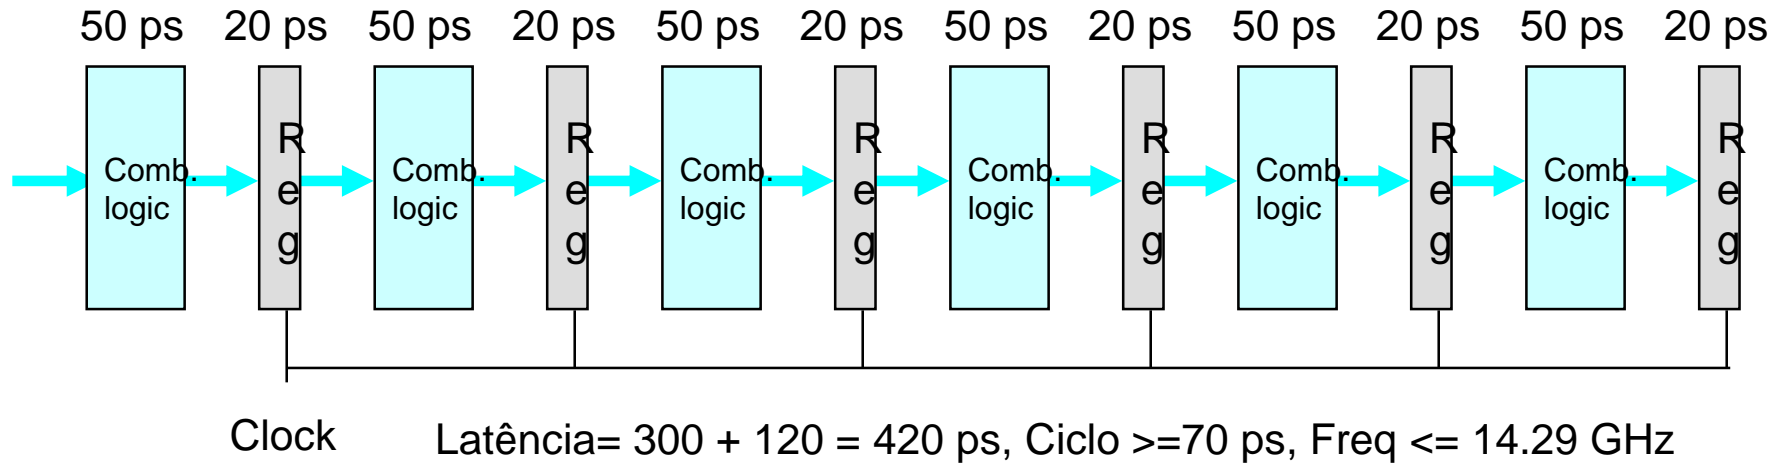 50 ps 20 ps 50 ps 20 ps 50 ps 20 ps 50 ps 20 ps 50 ps 20 ps 50 ps 20 ps
Comb.
logic
R
e
g
Comb.
logic
R
e
g
Comb.
logic
R
e
g
Comb.
logic
R
e
g
Comb.
logic
R
e
g
Comb.
logic
R
e
g
Clock
Latência= 300 + 120 = 420 ps, Ciclo >=70 ps, Freq <= 14.29 GHz